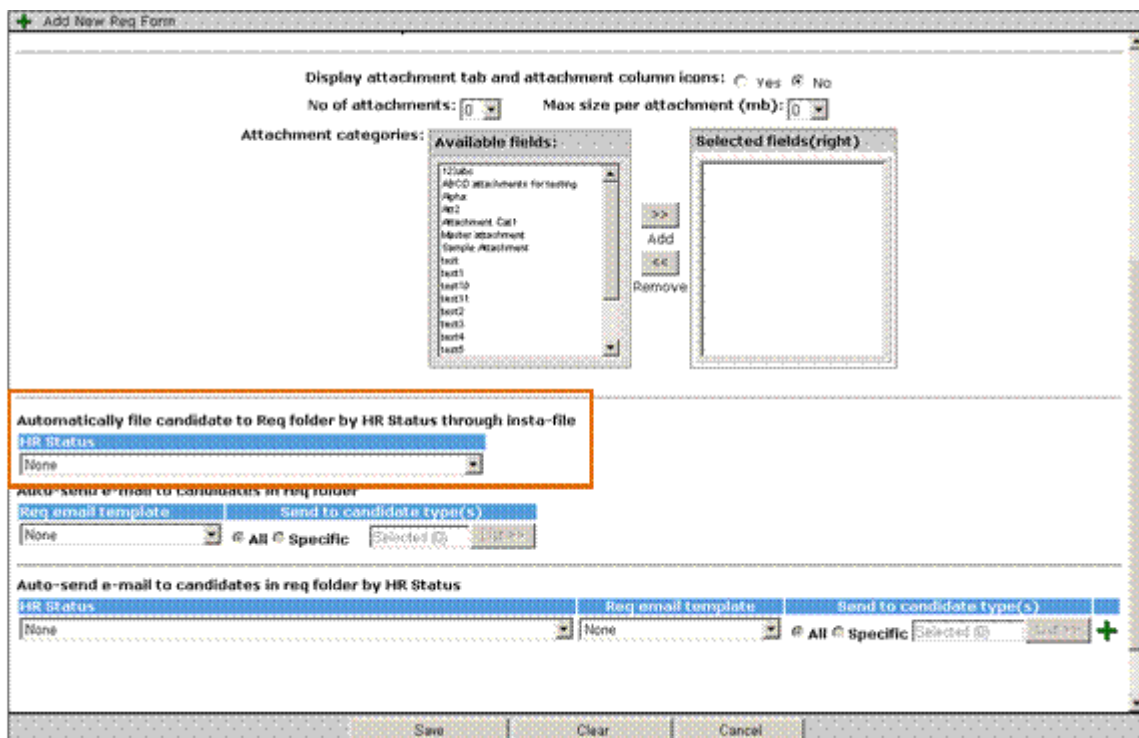 Add New Req Form
Display attachment tab and attachment column icons: Yes No
No of attachments: 0 Max size per attachment (mb): 0
Attachment categories: Available fields: Selected fields(right)
123abc
ABCD attachments for testing
Alpha
Att2
Attachment Cat1
Master attachment
Sample Attachment
test
test1
test10
test11
test2
test3
test4
test5
>>
Add
<<
Remove
Automatically file candidate to Req folder by HR Status through insta-file
HR Status
None
Auto-send e-mail to candidates in req folder
Req email template Send to candidate type(s)
None All Specific Selected (0) List >>
Auto-send e-mail to candidates in req folder by HR Status
HR Status Req email template Send to candidate type(s)
None None All Specific Selected (0) List >>
Save Clear Cancel